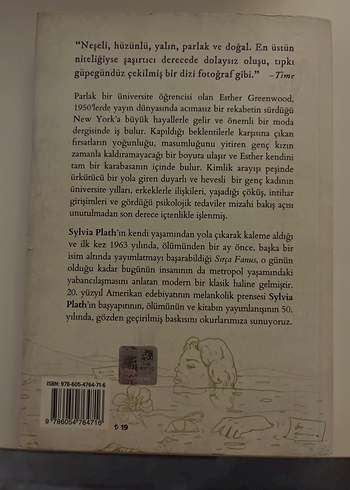 “Neşeli, hüzünlü, yalın, parlak ve doğal. En üstün
niteliğiyse şaşırtıcı derecede dolaysız oluşu, tıpkı
güpegündüz çekilmiş bir dizi fotoğraf gibi.” –Time
Parlak bir üniversite öğrencisi olan Esther Greenwood,
1950'lerde yayın dünyasında acımasız bir rekabetin sürdüğü
New York'a büyük hayallerle gelir ve önemli bir moda
dergisinde iş bulur. Kapıldığı beklentilerle karşısına çıkan
fırsatların yoğunluğu, masumluğunu yitiren genç kızın
zamanla kaldıramayacağı bir boyuta ulaşır ve Esther kendini
tam bir karabasanın içinde bulur. Kimlik arayışı peşinde
ürkütücü bir yola giren duyarlı ve hevesli bir genç kadının
üniversite yılları, erkeklerle ilişkileri, yaşadığı çöküş, intihar
girişimleri ve gördüğü psikolojik tedaviler mizahi bakış açısı
unutulmadan son derece içtenlikle işlenmiş.
Sylvia Plath'ın kendi yaşamından yola çıkarak kaleme aldığı
ve ilk kez 1963 yılında, ölümünden bir ay önce, başka bir
isim altında yayımlatmayı başarabildiği Sırça Fanus, o günün
olduğu kadar bugünün insanının da metropol yaşamındaki
yabancılaşmasını anlatan modern bir klasik haline gelmiştir.
20. yüzyıl Amerikan edebiyatının melankolik prensesi Sylvia
Plath'ın başyapıtının, ölümünün ve kitabın yayımlanışının 50.
yılında, gözden geçirilmiş baskısını okurlarımıza sunuyoruz.
ISBN: 978-605-4764-71-6
9 786054 764716
₺ 19